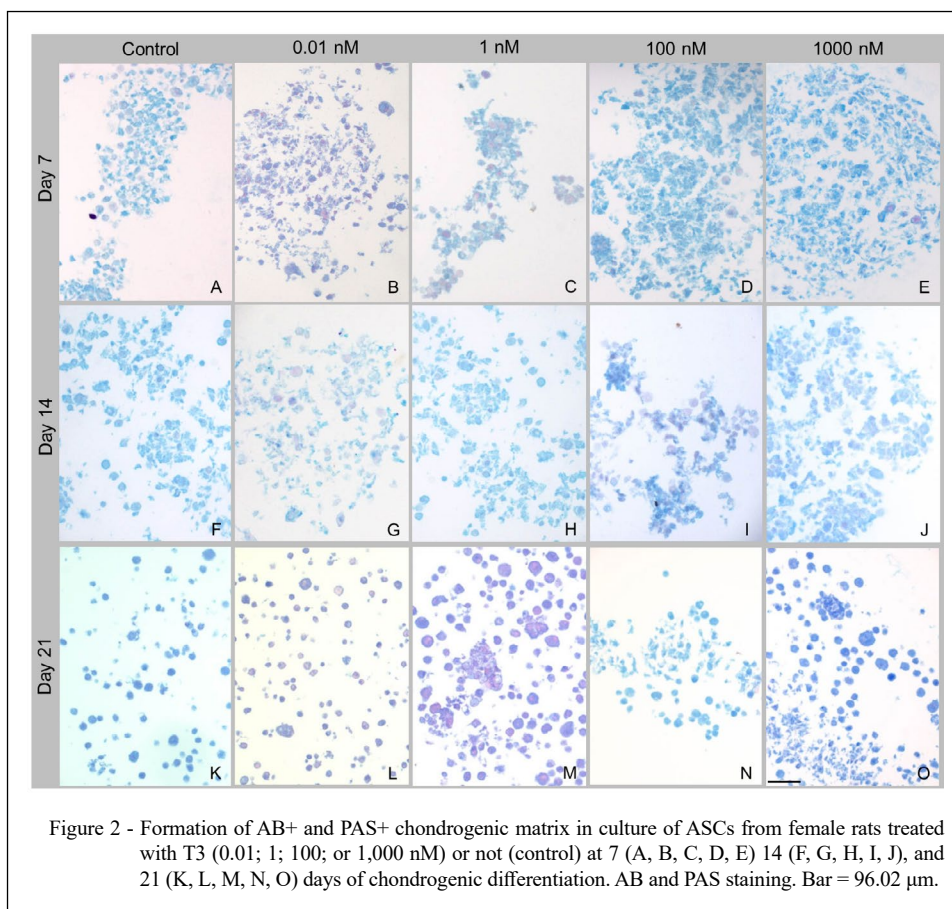 Control 0.01 nM 1 nM 100 nM 1000 nM
Day 7
A B C D E
Day 14
F G H I J
Day 21
K L M N O
Figure 2 - Formation of AB+ and PAS+ chondrogenic matrix in culture of ASCs from female rats treated
with T3 (0.01; 1; 100; or 1,000 nM) or not (control) at 7 (A, B, C, D, E) 14 (F, G, H, I, J), and
21 (K, L, M, N, O) days of chondrogenic differentiation. AB and PAS staining. Bar = 96.02 μm.